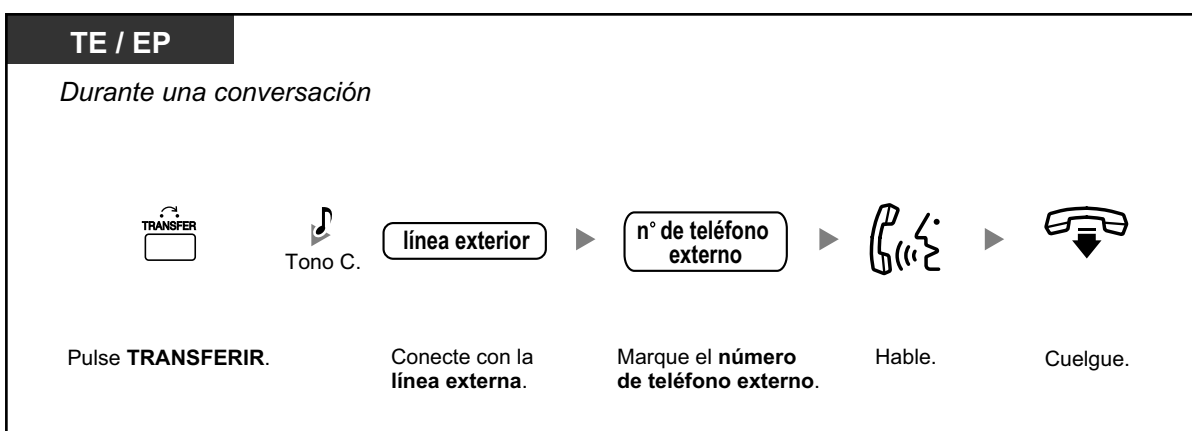 TE / EP
Durante una conversación
TRANSFER
Tono C.
línea exterior
n° de teléfono
externo
Pulse TRANSFERIR.
Conecte con la
línea externa.
Marque el número
de teléfono externo.
Hable.
Cuelgue.